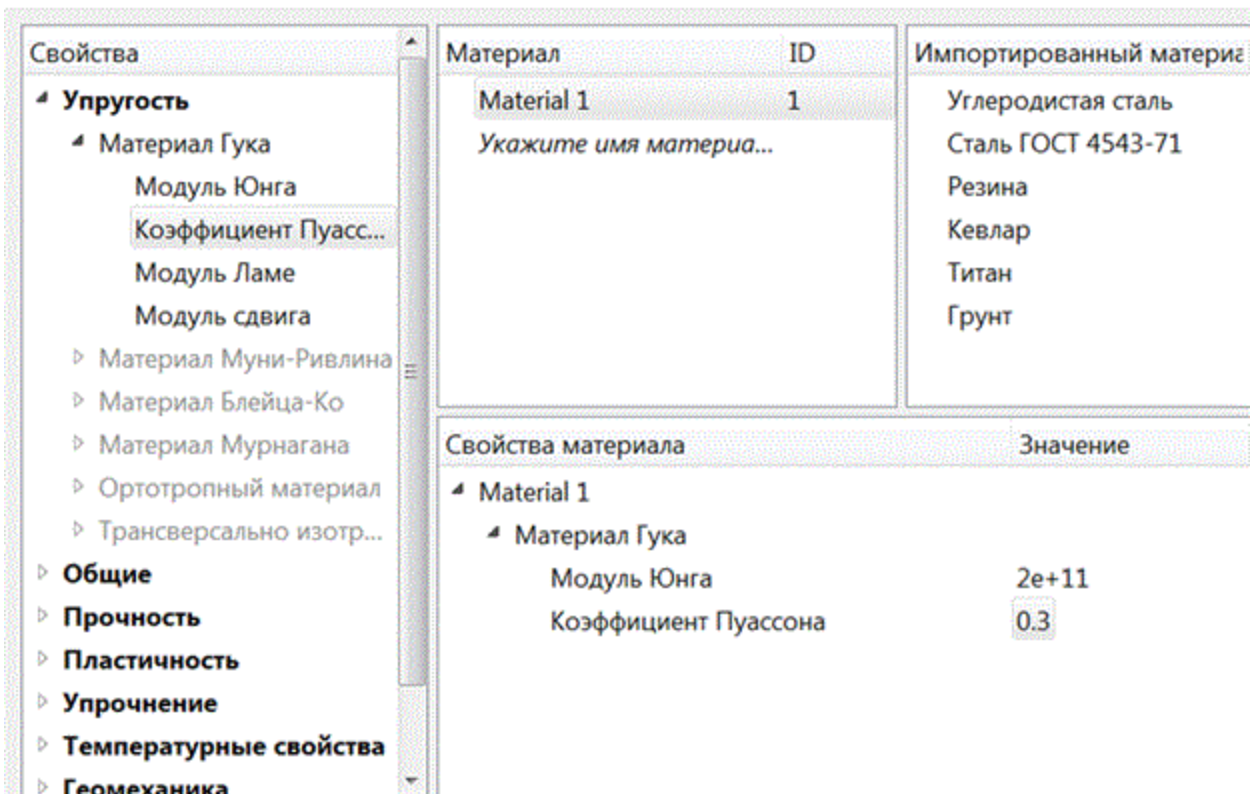 Свойства
Упругость
Материал Гука
Модуль Юнга
Коэффициент Пуасс...
Модуль Ламе
Модуль сдвига
Материал Муни-Ривлина
Материал Блейца-Ко
Материал Мурнагана
Ортотропный материал
Трансверсально изотр...
Общие
Прочность
Пластичность
Упрочнение
Температурные свойства
Геомеханика
Материал ID
Material 1 1
Укажите имя материа...
Импортированный материа
Углеродистая сталь
Сталь ГОСТ 4543-71
Резина
Кевлар
Титан
Грунт
Свойства материала Значение
Material 1
Материал Гука
Модуль Юнга 2e+11
Коэффициент Пуассона 0.3